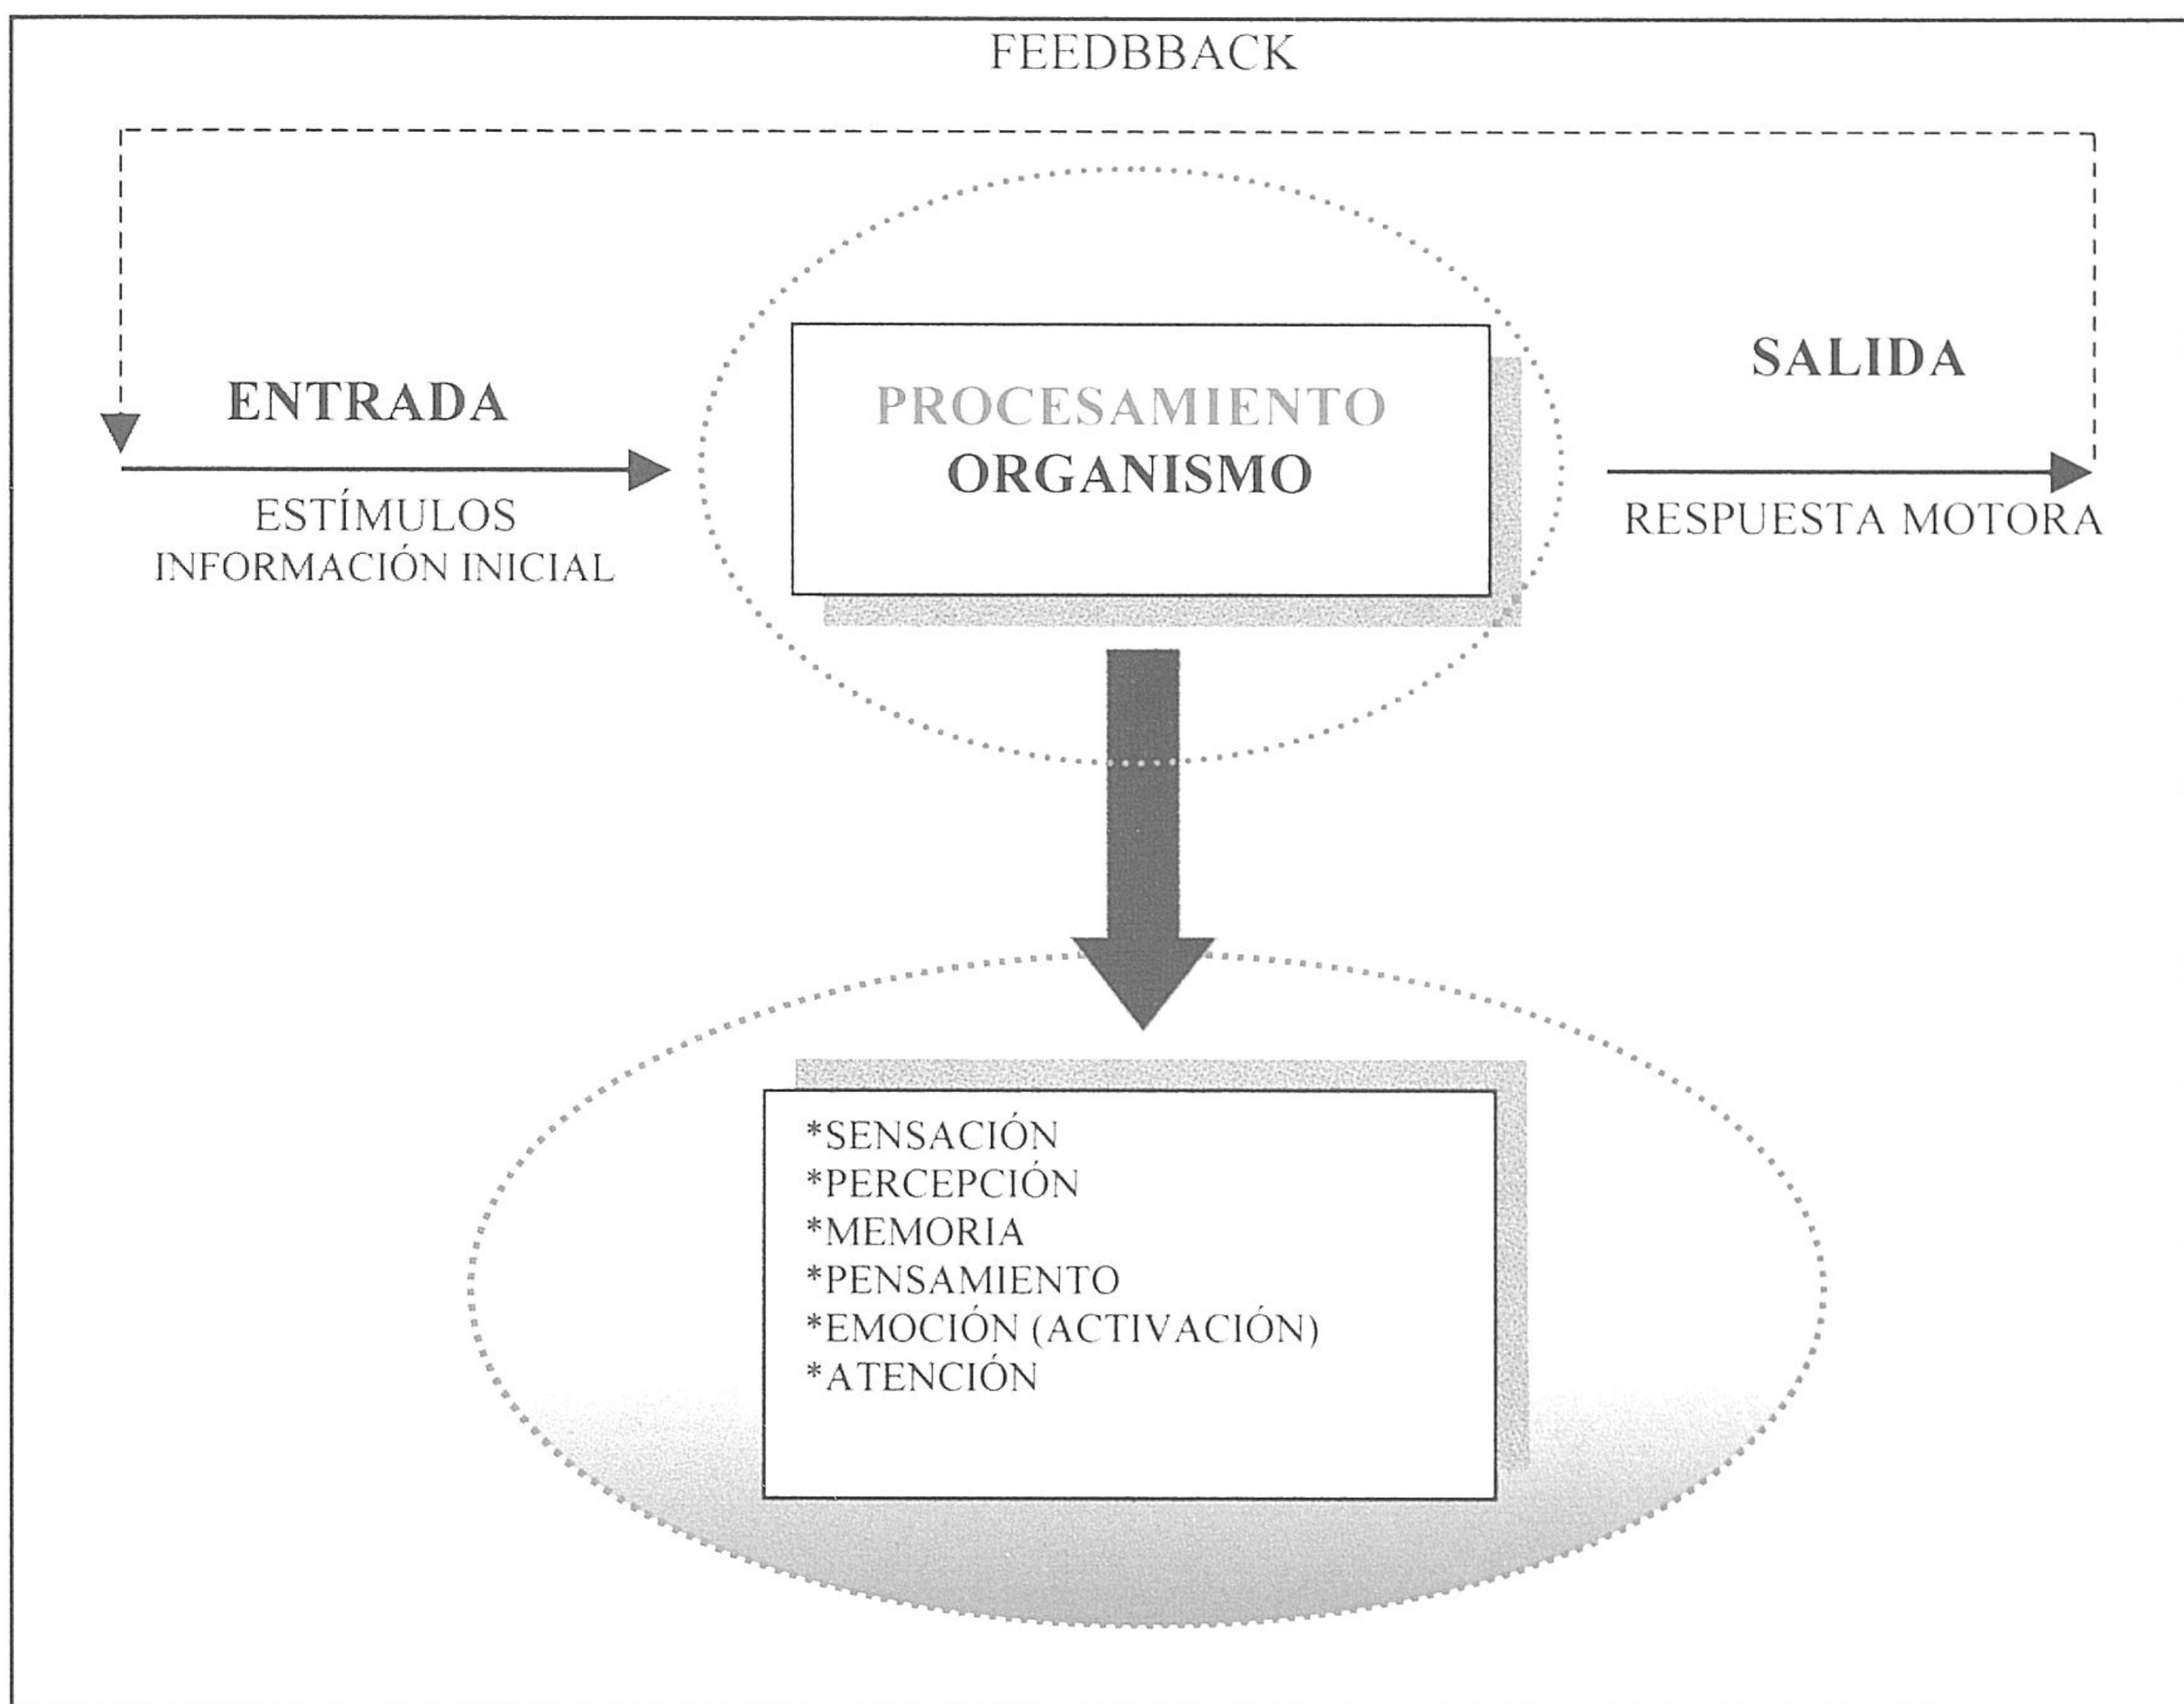 FEEDBBACK
ENTRADA
ESTÍMULOS
INFORMACIÓN INICIAL
PROCESAMIENTO
ORGANISMO
SALIDA
RESPUESTA MOTORA
*SENSACIÓN
*PERCEPCIÓN
*MEMORIA
*PENSAMIENTO
*EMOCIÓN (ACTIVACIÓN)
*ATENCIÓN